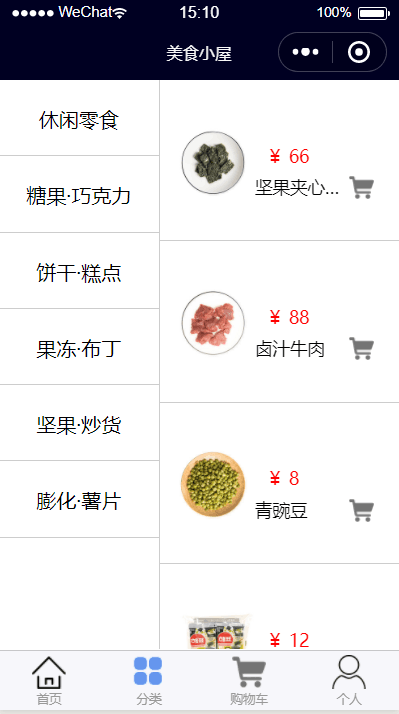 WeChat 15:10 100%
美食小屋
休闲零食
糖果·巧克力
饼干·糕点
果冻·布丁
坚果·炒货
膨化·薯片
¥ 66
坚果夹心...
¥ 88
卤汁牛肉
¥ 8
青豌豆
¥ 12
首页 分类 购物车 个人